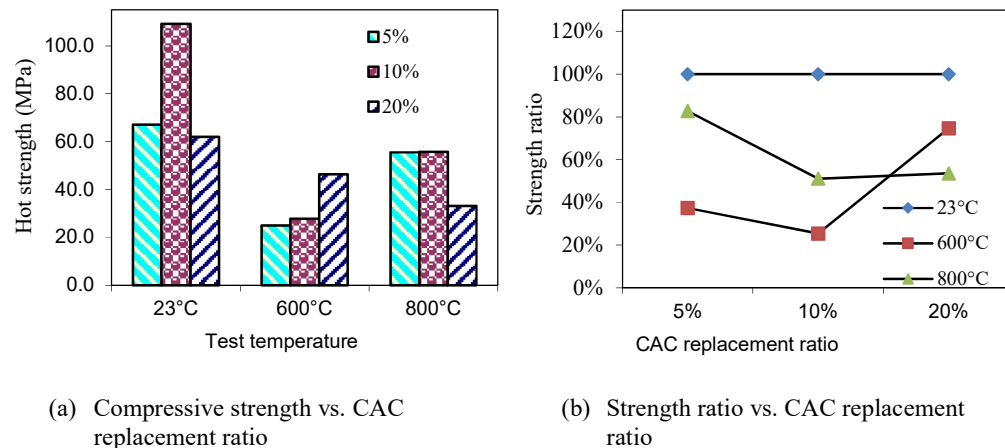 100.0
80.0
60.0
40.0
20.0
0.0
Hot strength (MPa)
5%
10%
20%
23°C 600°C 800°C
Test temperature
(a) Compressive strength vs. CAC
replacement ratio
120%
100%
80%
60%
40%
20%
0%
Strength ratio
23°C
600°C
800°C
5% 10% 20%
CAC replacement ratio
(b) Strength ratio vs. CAC replacement
ratio